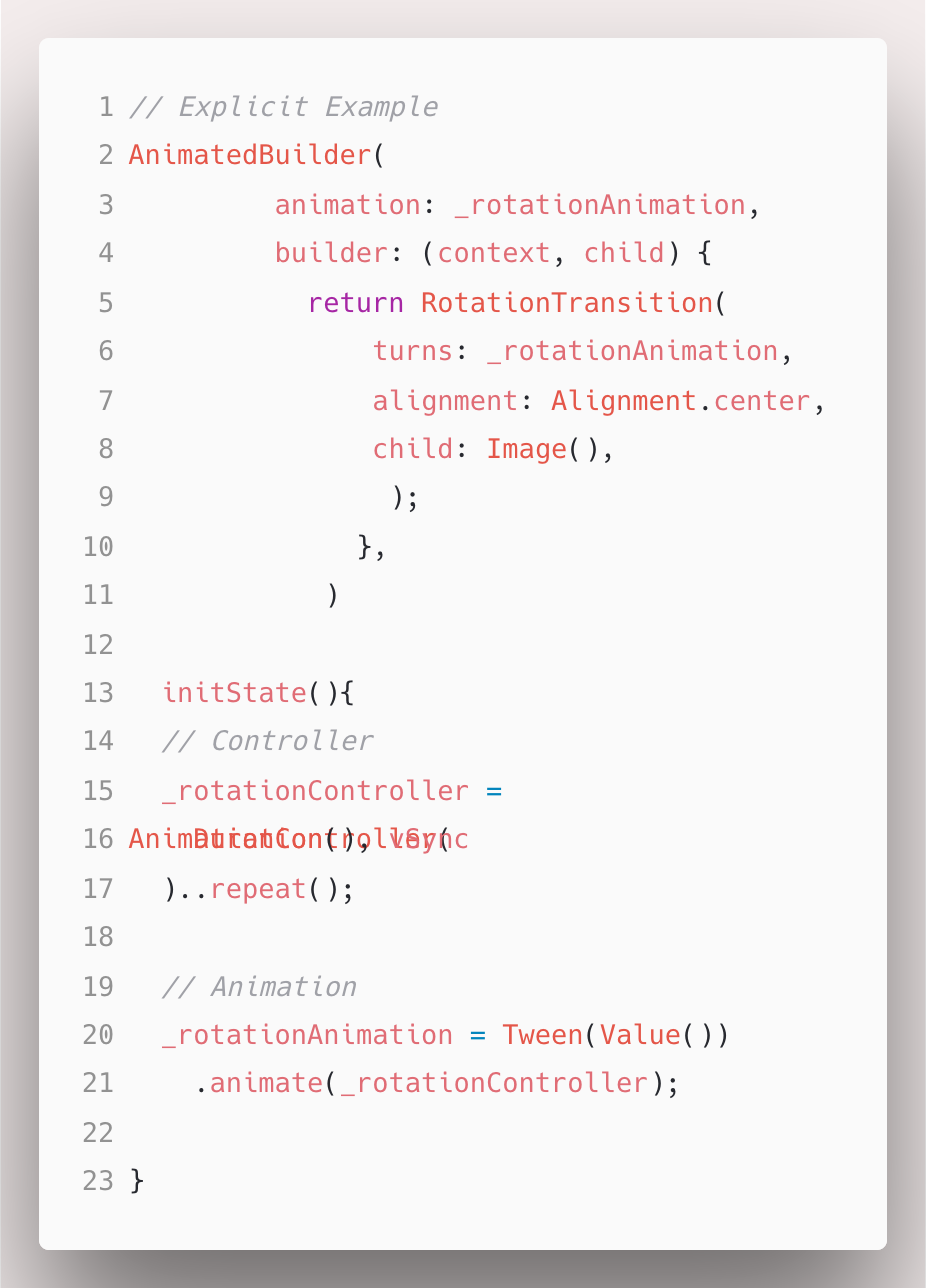 1 // Explicit Example
2 AnimatedBuilder(
3 animation: _rotationAnimation,
4 builder: (context, child) {
5 return RotationTransition(
6 turns: _rotationAnimation,
7 alignment: Alignment.center,
8 child: Image(),
9 );
10 },
11 )
12
13 initState(){
14 // Controller
15 _rotationController =
16 AnimationController(
Duration(), vSync
17 )..repeat();
18
19 // Animation
20 _rotationAnimation = Tween(Value())
21 .animate(_rotationController);
22
23 }